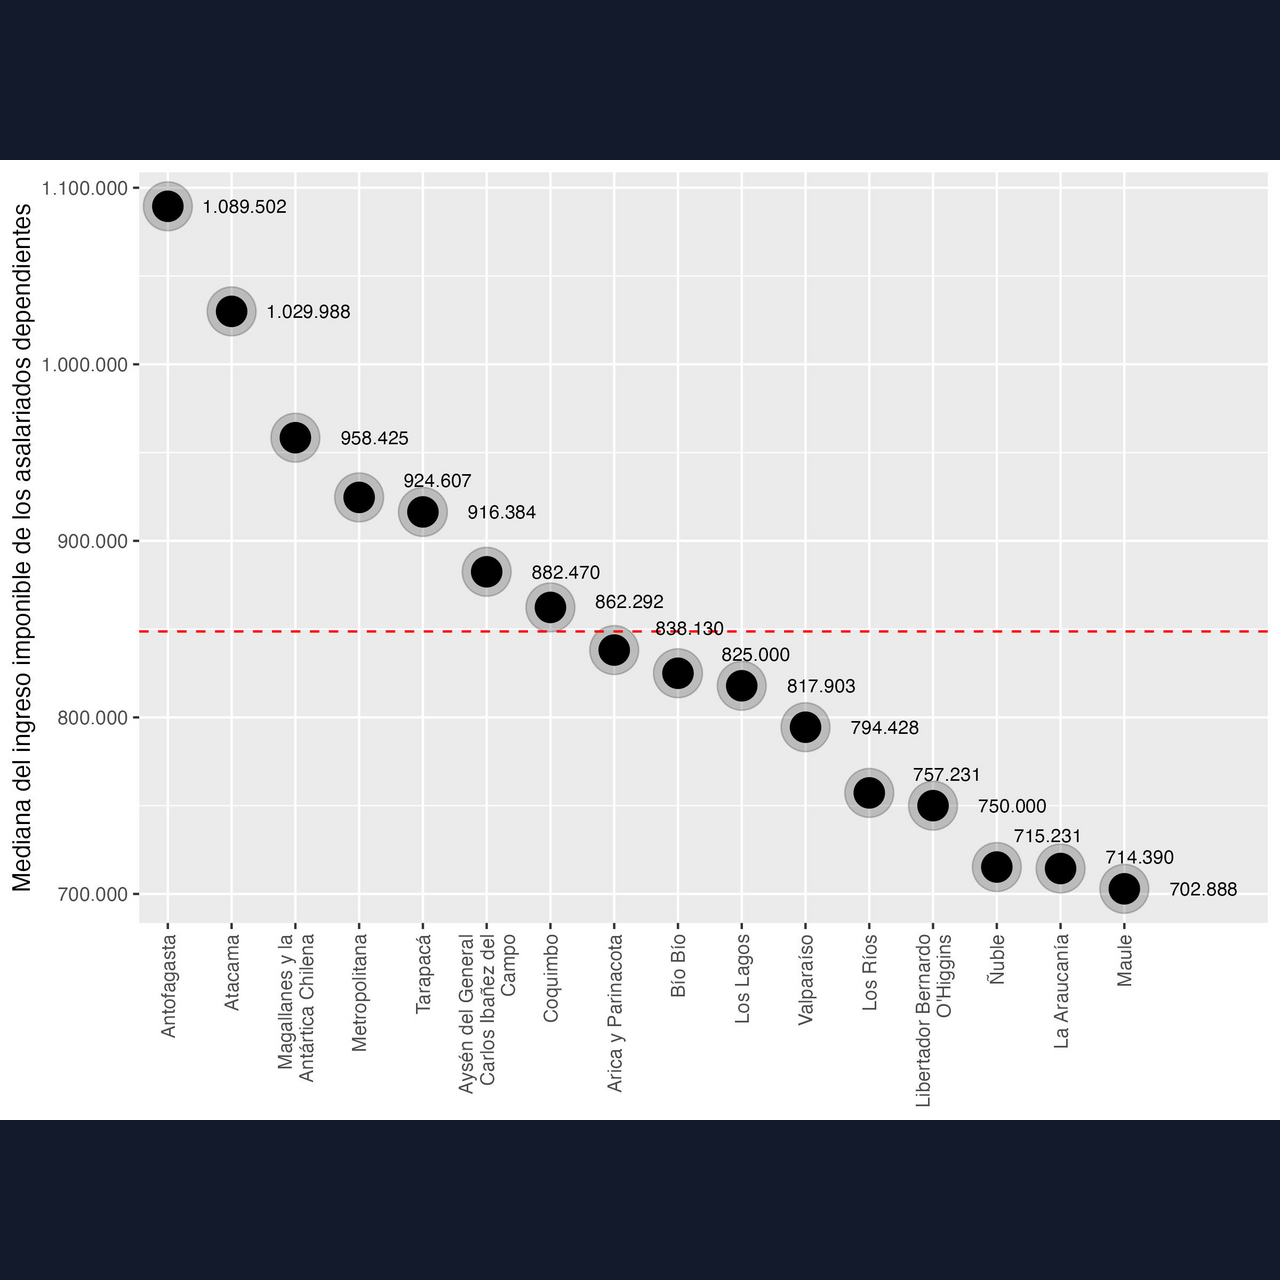 Mediana del ingreso imponible de los asalariados dependientes
1.100.000
1.000.000
900.000
800.000
700.000
1.089.502
1.029.988
958.425
924.607
916.384
882.470
862.292
838.130
825.000
817.903
794.428
757.231
750.000
715.231
714.390
702.888
Antofagasta
Atacama
Magallanes y la
Antártica Chilena
Metropolitana
Tarapacá
Aysén del General
Carlos Ibañez del
Campo
Coquimbo
Arica y Parinacota
Bío Bío
Los Lagos
Valparaíso
Los Ríos
Libertador Bernardo
O'Higgins
Ñuble
La Araucanía
Maule